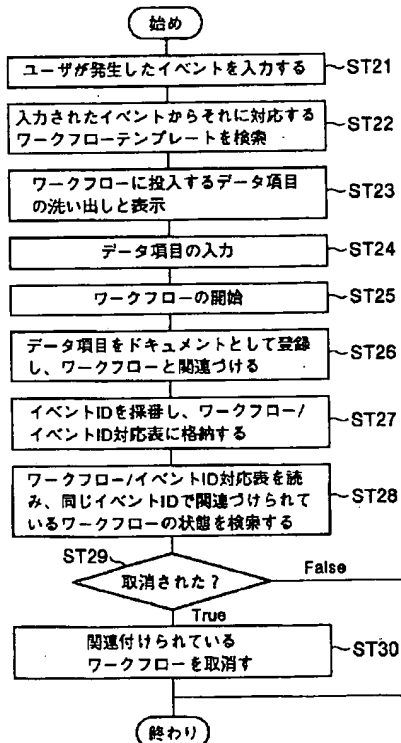 始め
ユーザが発生したイベントを入力する
ST21
入力されたイベントからそれに対応する
ワークフローテンプレートを検索
ST22
ワークフローに投入するデータ項目
の洗い出しと表示
ST23
データ項目の入力
ST24
ワークフローの開始
ST25
データ項目をドキュメントとして登録
し、ワークフローと関連づける
ST26
イベントIDを採番し、ワークフロー/
イベントID対応表に格納する
ST27
ワークフロー/イベントID対応表を読
み、同じイベントIDで関連づけられて
いるワークフローの状態を検索する
ST28
ST29
取消された？
False
True
関連付けられている
ワークフローを取消す
ST30
終わり